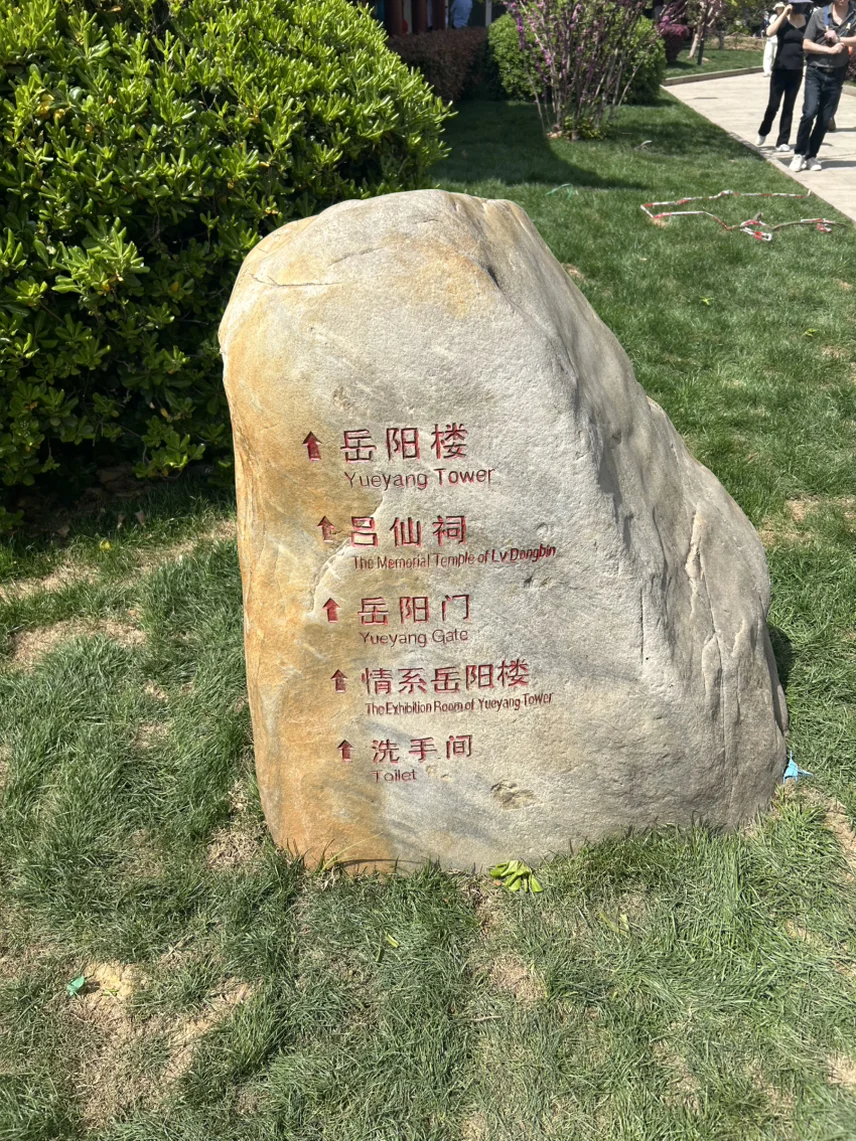 岳阳楼
Yueyang Tower
吕仙祠
The Memorial Temple of Lv Dongbin
岳阳门
Yueyang Gate
情系岳阳楼
The Exhibition Room of Yueyang Tower
洗手间
Toilet